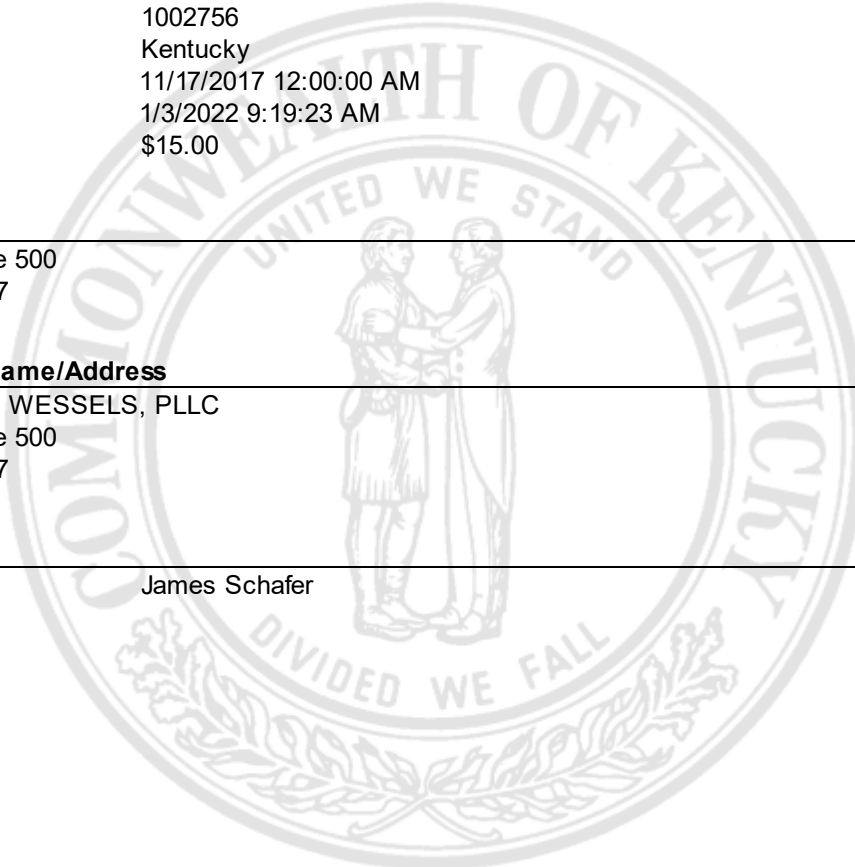 1002756
Kentucky
11/17/2017 12:00:00 AM
1/3/2022 9:19:23 AM
$15.00
e 500
7
ame/Address
WESSELS, PLLC
e 500
7
James Schafer
COMMONWEALTH OF KENTUCKY
UNITED WE STAND
DIVIDED WE FALL